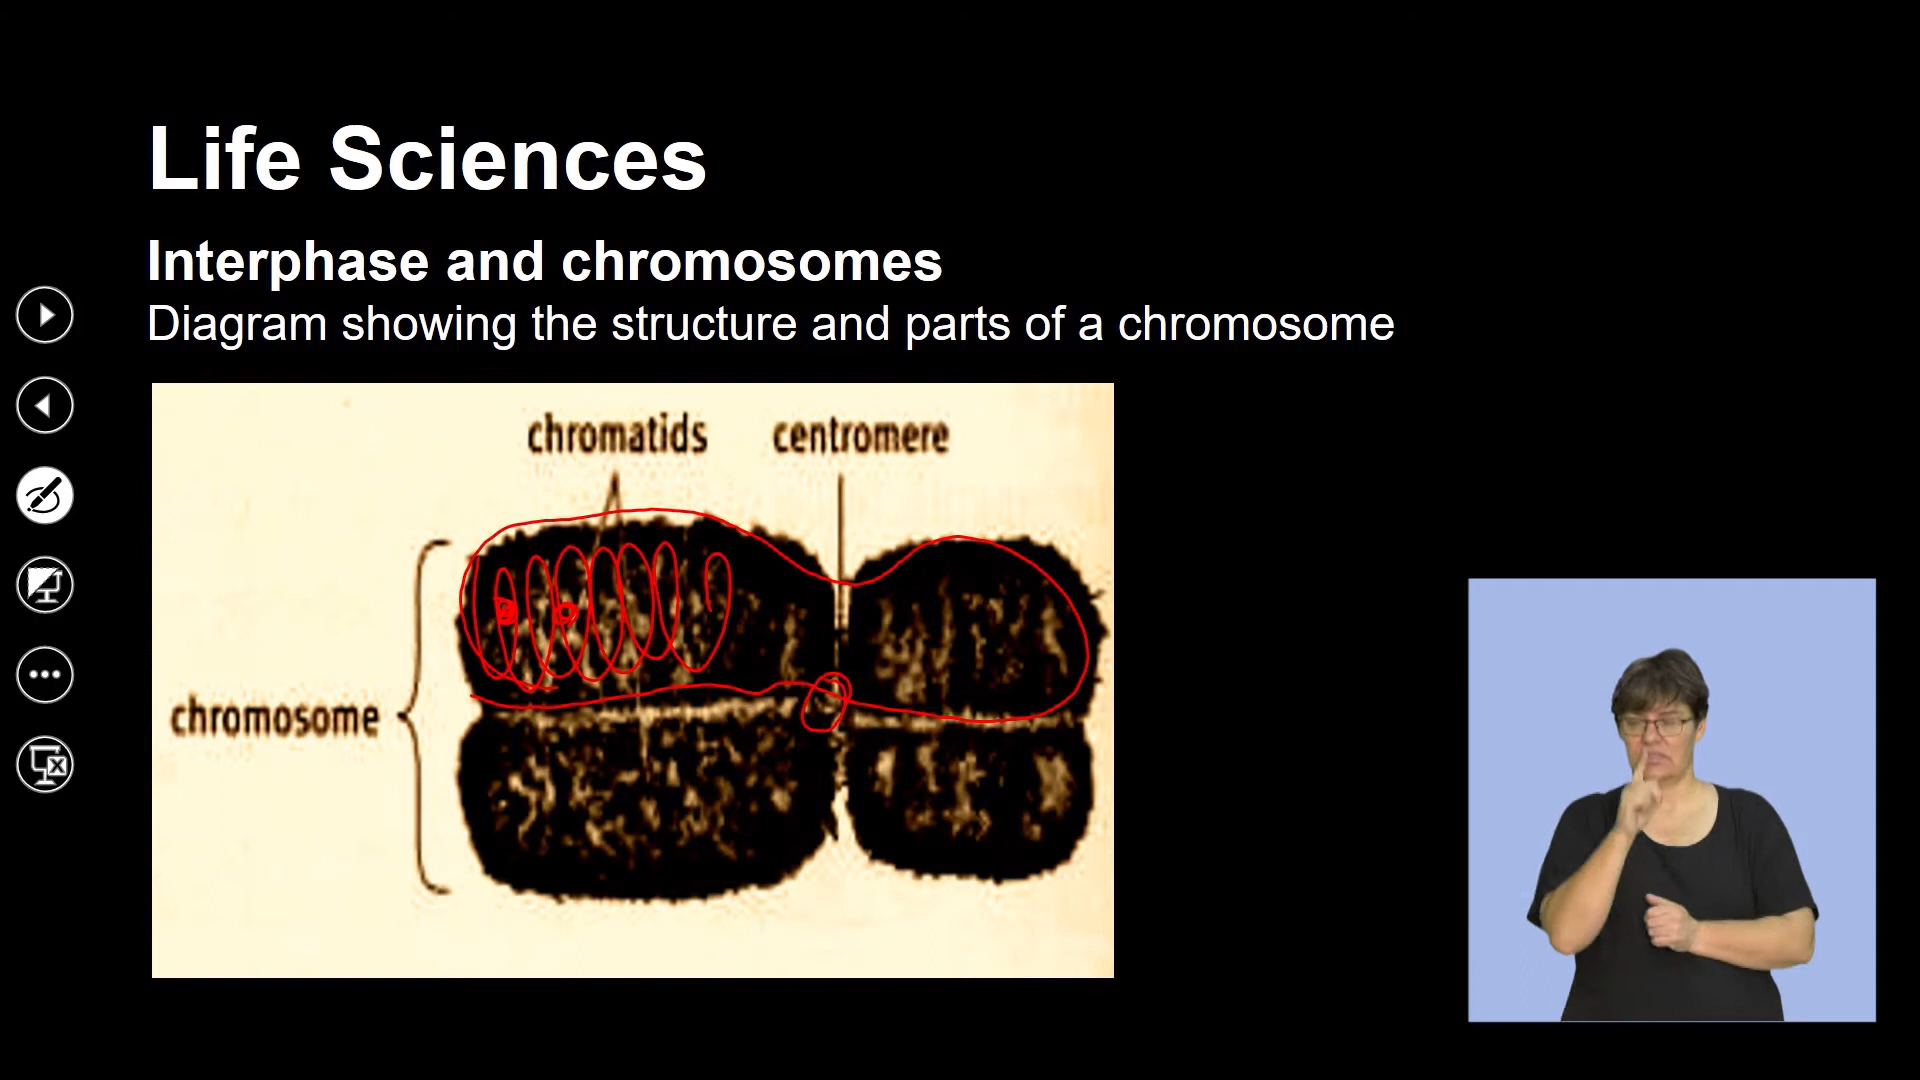 Life Sciences
Interphase and chromosomes
Diagram showing the structure and parts of a chromosome
chromatids centromere
chromosome